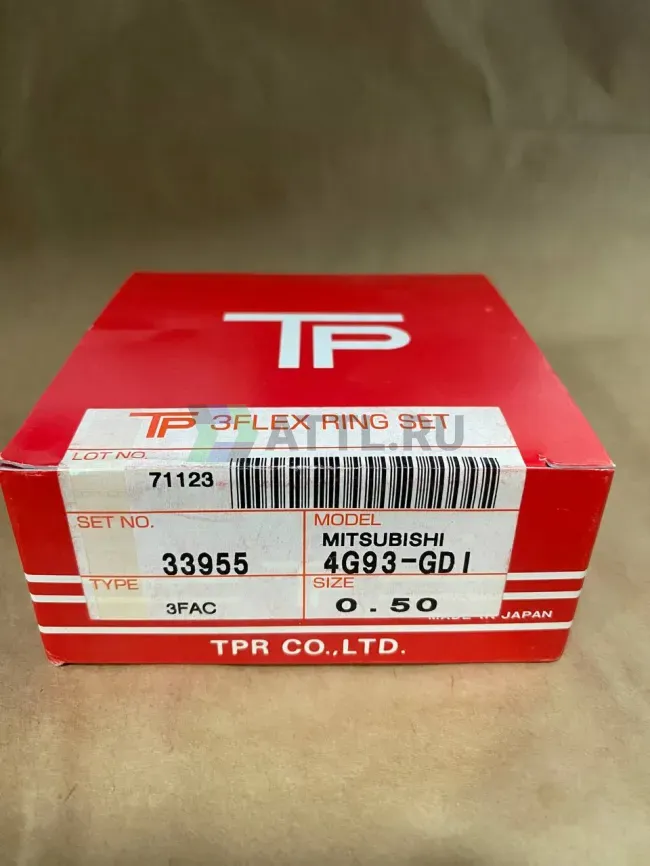 TP
TP 3FLEX RING SET
ATTL.RU
LOT NO.
71123
SET NO.
33955
MODEL
MITSUBISHI
4G93-GDI
TYPE
3FAC
SIZE
0.50
MADE IN JAPAN
TPR CO.,LTD.